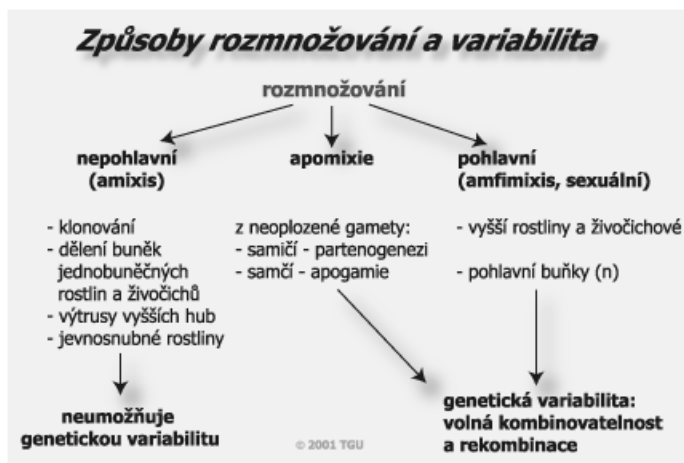 Způsoby rozmnožování a variabilita
rozmnožování
nepohlavní
(amixis)
- klonování
- dělení buněk
jednobuněčných
rostlin a živočichů
- výtrusy vyšších hub
- jevnosnubné rostliny
neumožňuje
genetickou variabilitu
apomixie
z neoplozené gamety:
- samičí - partenogenezi
- samčí - apogamie
pohlavní
(amfimixis, sexuální)
- vyšší rostliny a živočichové
- pohlavní buňky (n)
genetická variabilita:
volná kombinovatelnost
a rekombinace
© 2001 TGU